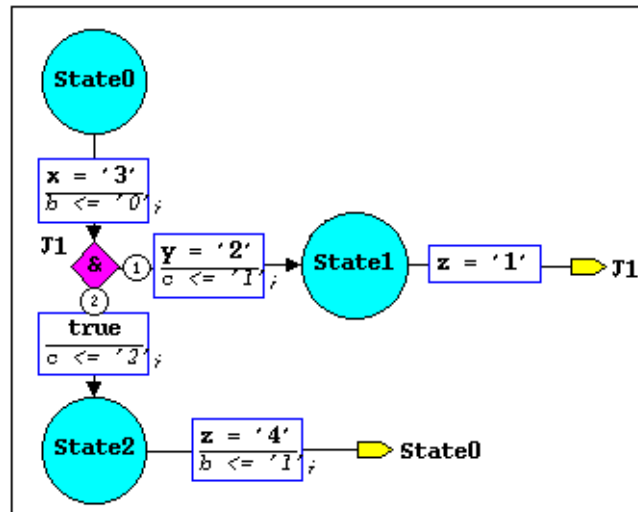 State0
x = '3'
b <= '0';
J1
&
1
y = '2'
c <= '1';
State1
z = '1'
J1
2
true
c <= '2';
State2
z = '4'
b <= '1';
State0